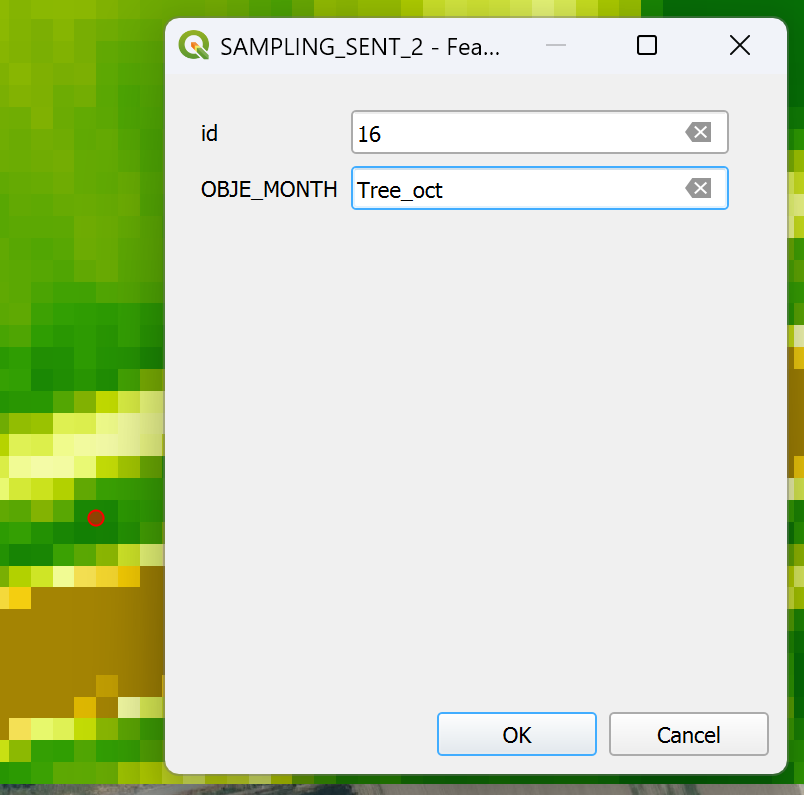 SAMPLING_SENT_2 - Fea...
id
16
OBJE_MONTH
Tree_oct
OK
Cancel